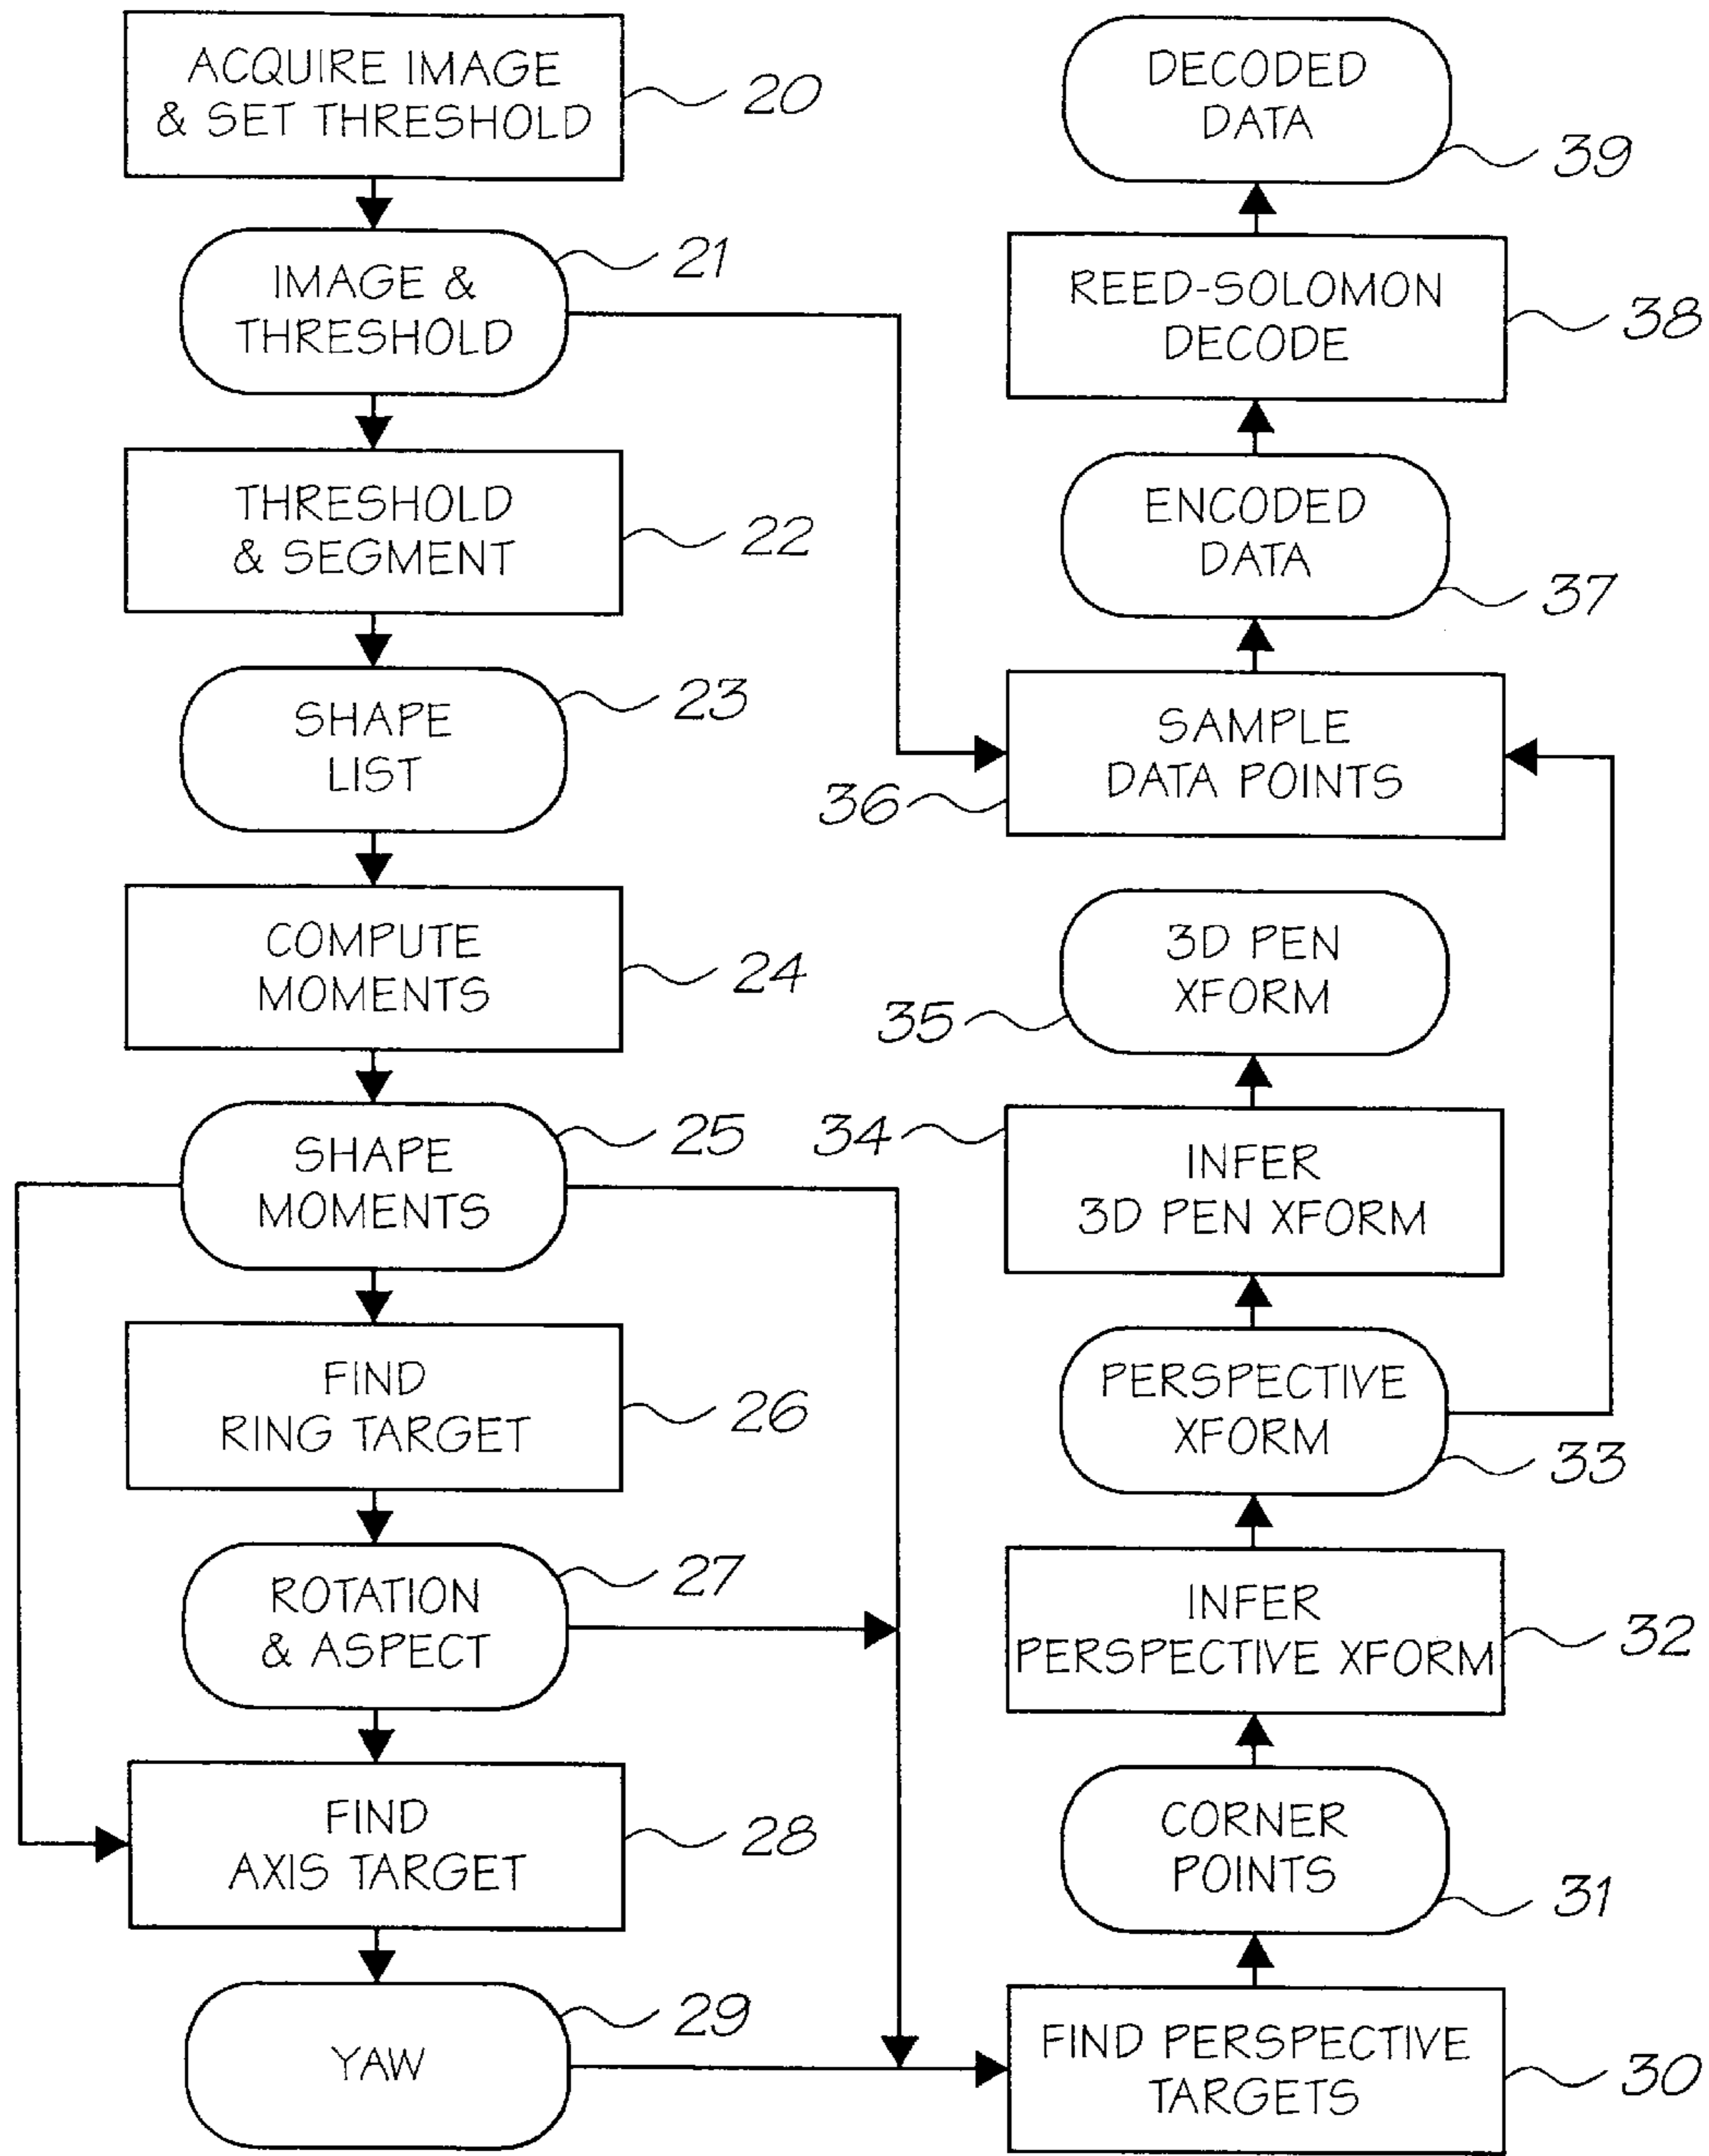 ACQUIRE IMAGE
& SET THRESHOLD
20
IMAGE &
THRESHOLD
21
THRESHOLD
& SEGMENT
22
SHAPE
LIST
23
COMPUTE
MOMENTS
24
SHAPE
MOMENTS
25
FIND
RING TARGET
26
ROTATION
& ASPECT
27
FIND
AXIS TARGET
28
YAW
29
DECODED
DATA
39
REED-SOLOMON
DECODE
38
ENCODED
DATA
37
SAMPLE
DATA POINTS
36
3D PEN
XFORM
35
INFER
3D PEN XFORM
34
PERSPECTIVE
XFORM
33
INFER
PERSPECTIVE XFORM
32
CORNER
POINTS
31
FIND PERSPECTIVE
TARGETS
30